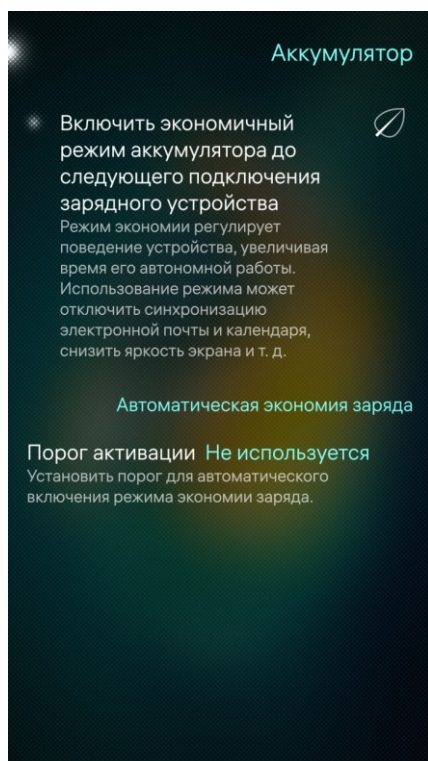 Аккумулятор
Включить экономичный
режим аккумулятора до
следующего подключения
зарядного устройства
Режим экономии регулирует
поведение устройства, увеличивая
время его автономной работы.
Использование режима может
отключить синхронизацию
электронной почты и календаря,
снизить яркость экрана и т. д.
Автоматическая экономия заряда
Порог активации Не используется
Установить порог для автоматического
включения режима экономии заряда.